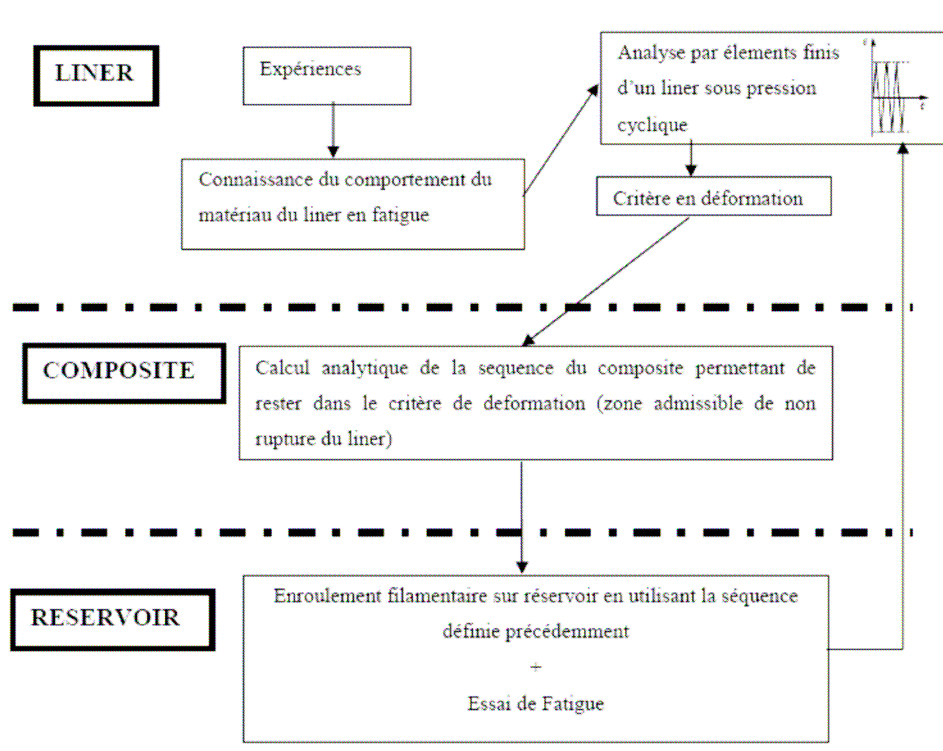 LINER
Expériences
Connaissance du comportement du
matériau du liner en fatigue
Analyse par élements finis
d'un liner sous pression
cyclique
t
Critère en déformation
COMPOSITE
Calcul analytique de la sequence du composite permettant de
rester dans le critère de deformation (zone admissible de non
rupture du liner)
RESERVOIR
Enroulement filamentaire sur réservoir en utilisant la séquence
définie précédemment
+
Essai de Fatigue